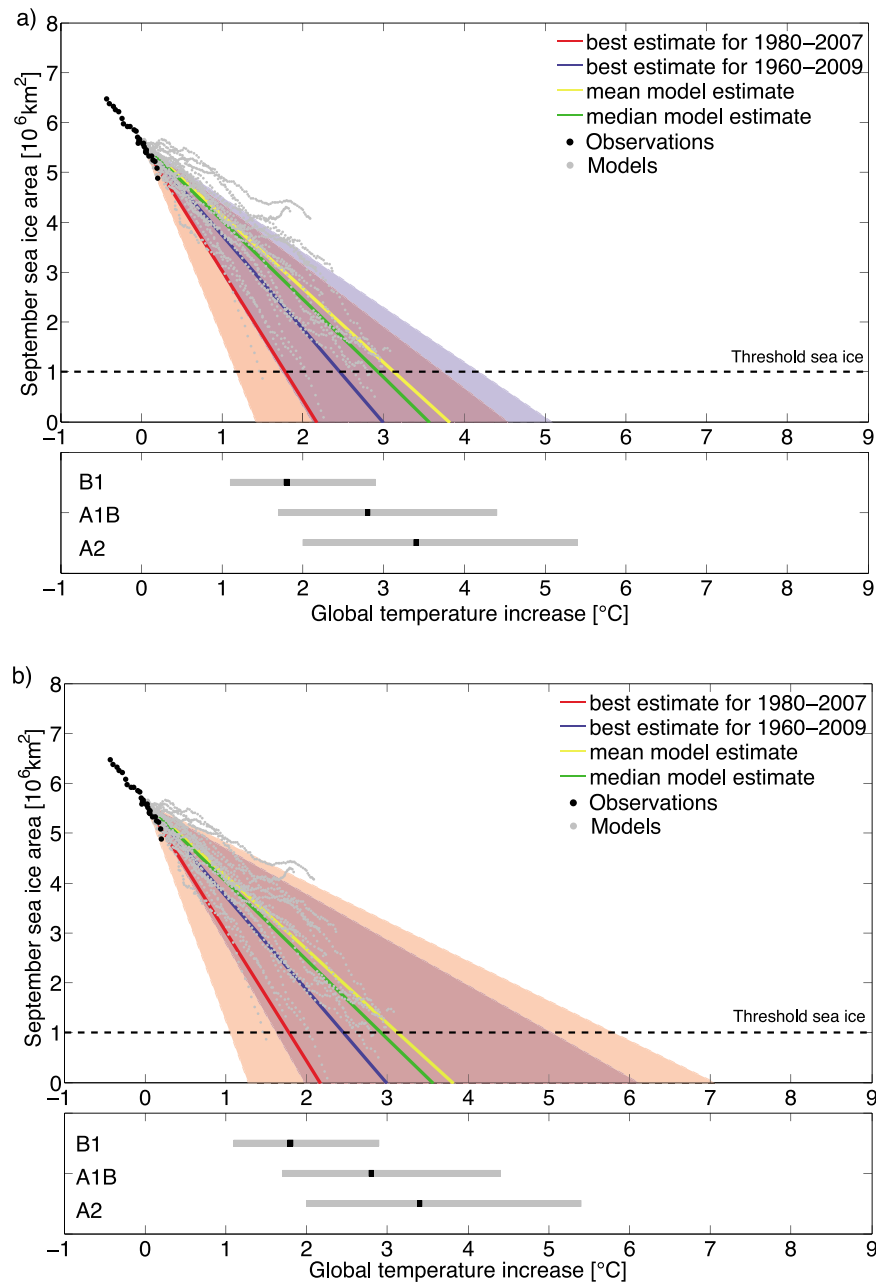 a)
best estimate for 1980–2007
best estimate for 1960–2009
mean model estimate
median model estimate
Observations
Models
September sea ice area [10⁶km²]
8
7
6
5
4
3
2
1
0
Threshold sea ice
−1 0 1 2 3 4 5 6 7 8 9
B1
A1B
A2
−1 0 1 2 3 4 5 6 7 8 9
Global temperature increase [°C]
b)
best estimate for 1980–2007
best estimate for 1960–2009
mean model estimate
median model estimate
Observations
Models
September sea ice area [10⁶km²]
8
7
6
5
4
3
2
1
0
Threshold sea ice
−1 0 1 2 3 4 5 6 7 8 9
B1
A1B
A2
−1 0 1 2 3 4 5 6 7 8 9
Global temperature increase [°C]